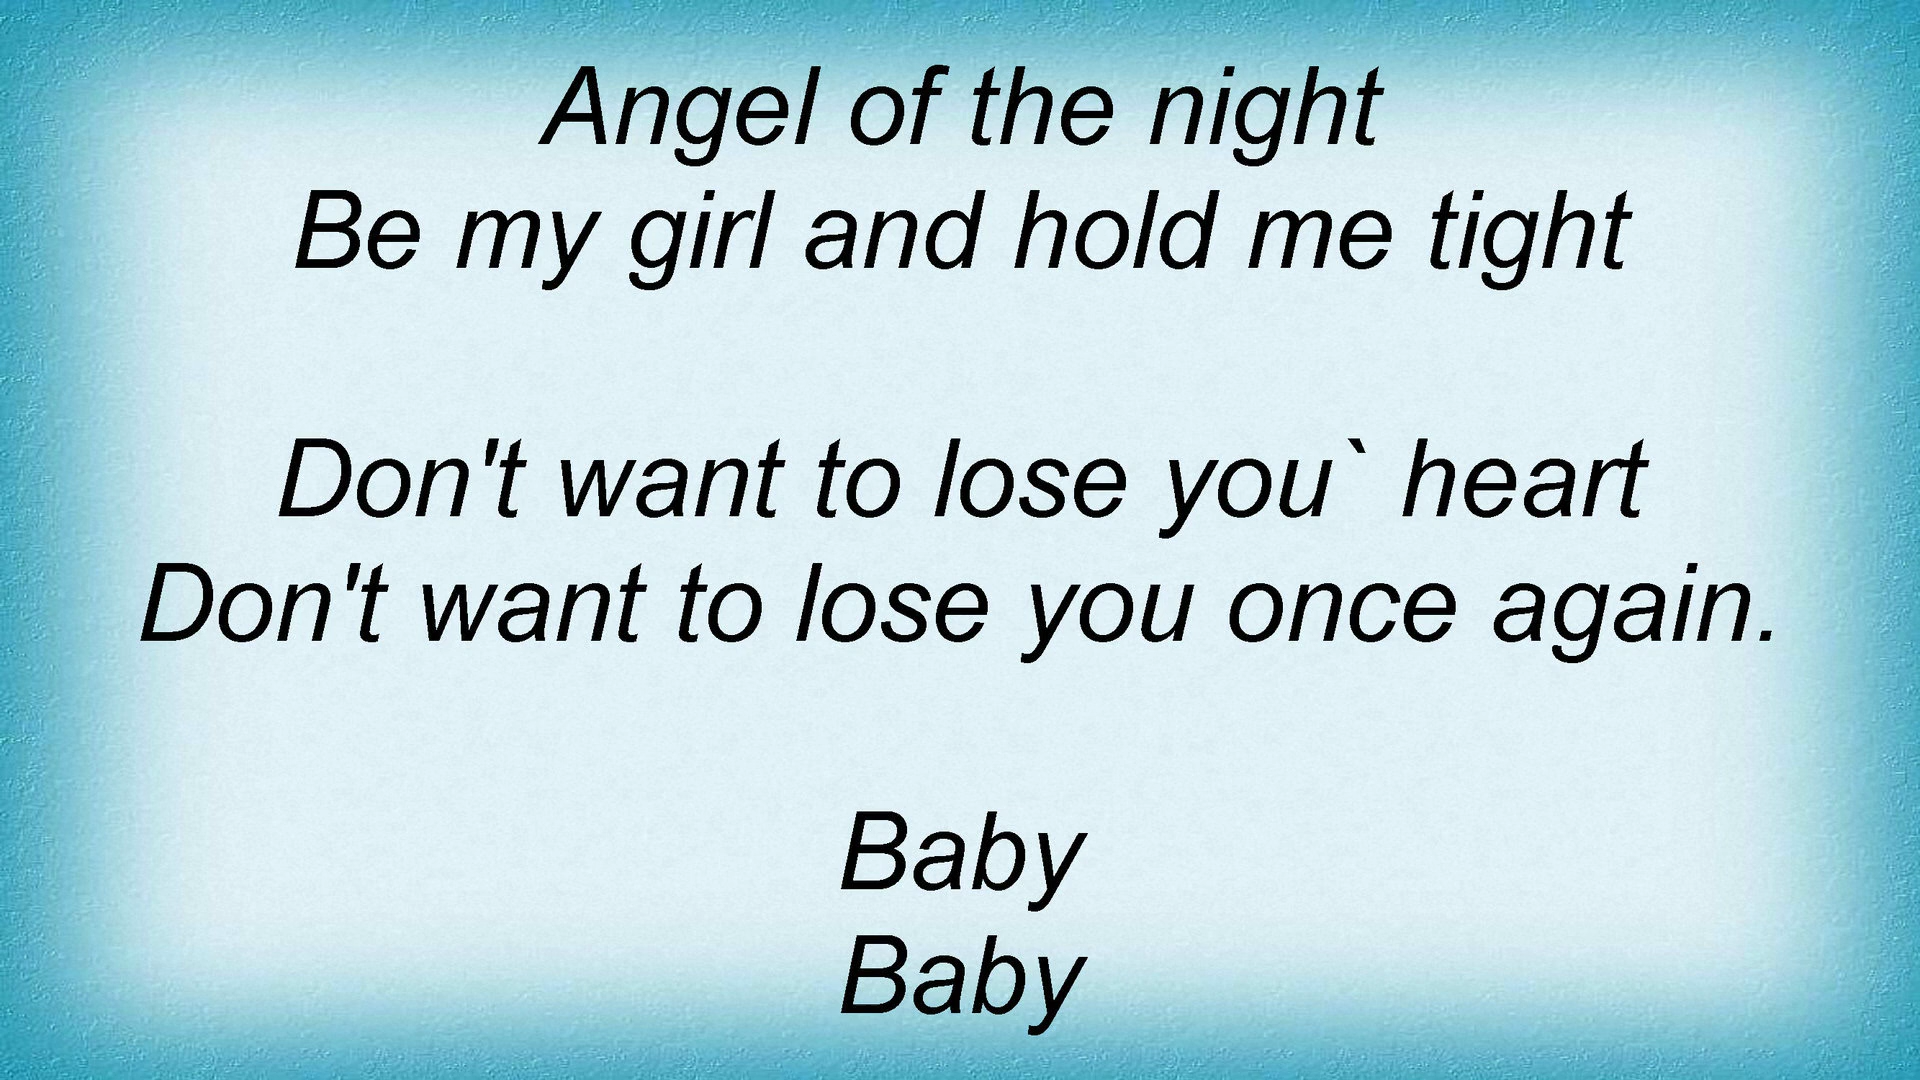 Angel of the night
Be my girl and hold me tight
Don't want to lose you` heart
Don't want to lose you once again.
Baby
Baby